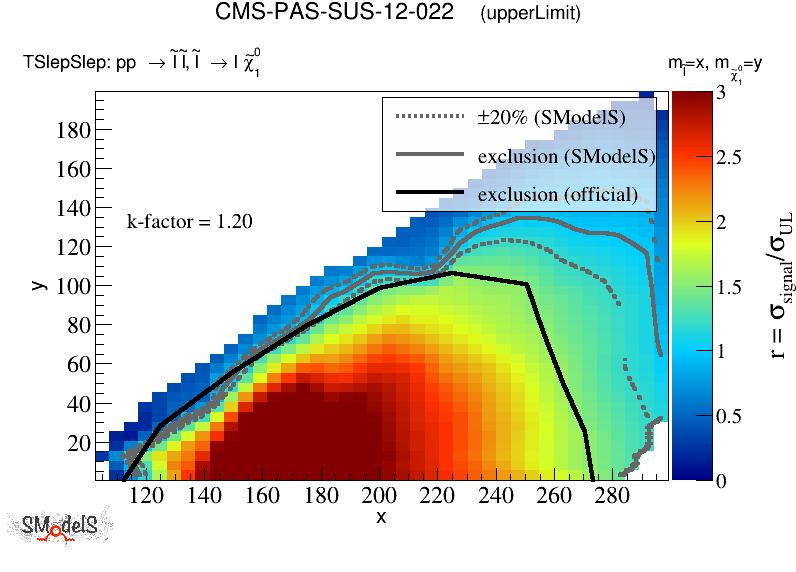 CMS-PAS-SUS-12-022 (upperLimit)
TSlepSlep: pp → l̃ l̃, l̃ → l χ̃₁⁰
m_l̃=x, m_χ̃₁⁰=y
±20% (SModelS)
exclusion (SModelS)
exclusion (official)
k-factor = 1.20
180
160
140
120
100
80
60
40
20
y
120 140 160 180 200 220 240 260 280
x
3
2.5
2
1.5
1
0.5
0
r = σ_signal/σ_UL
SModelS